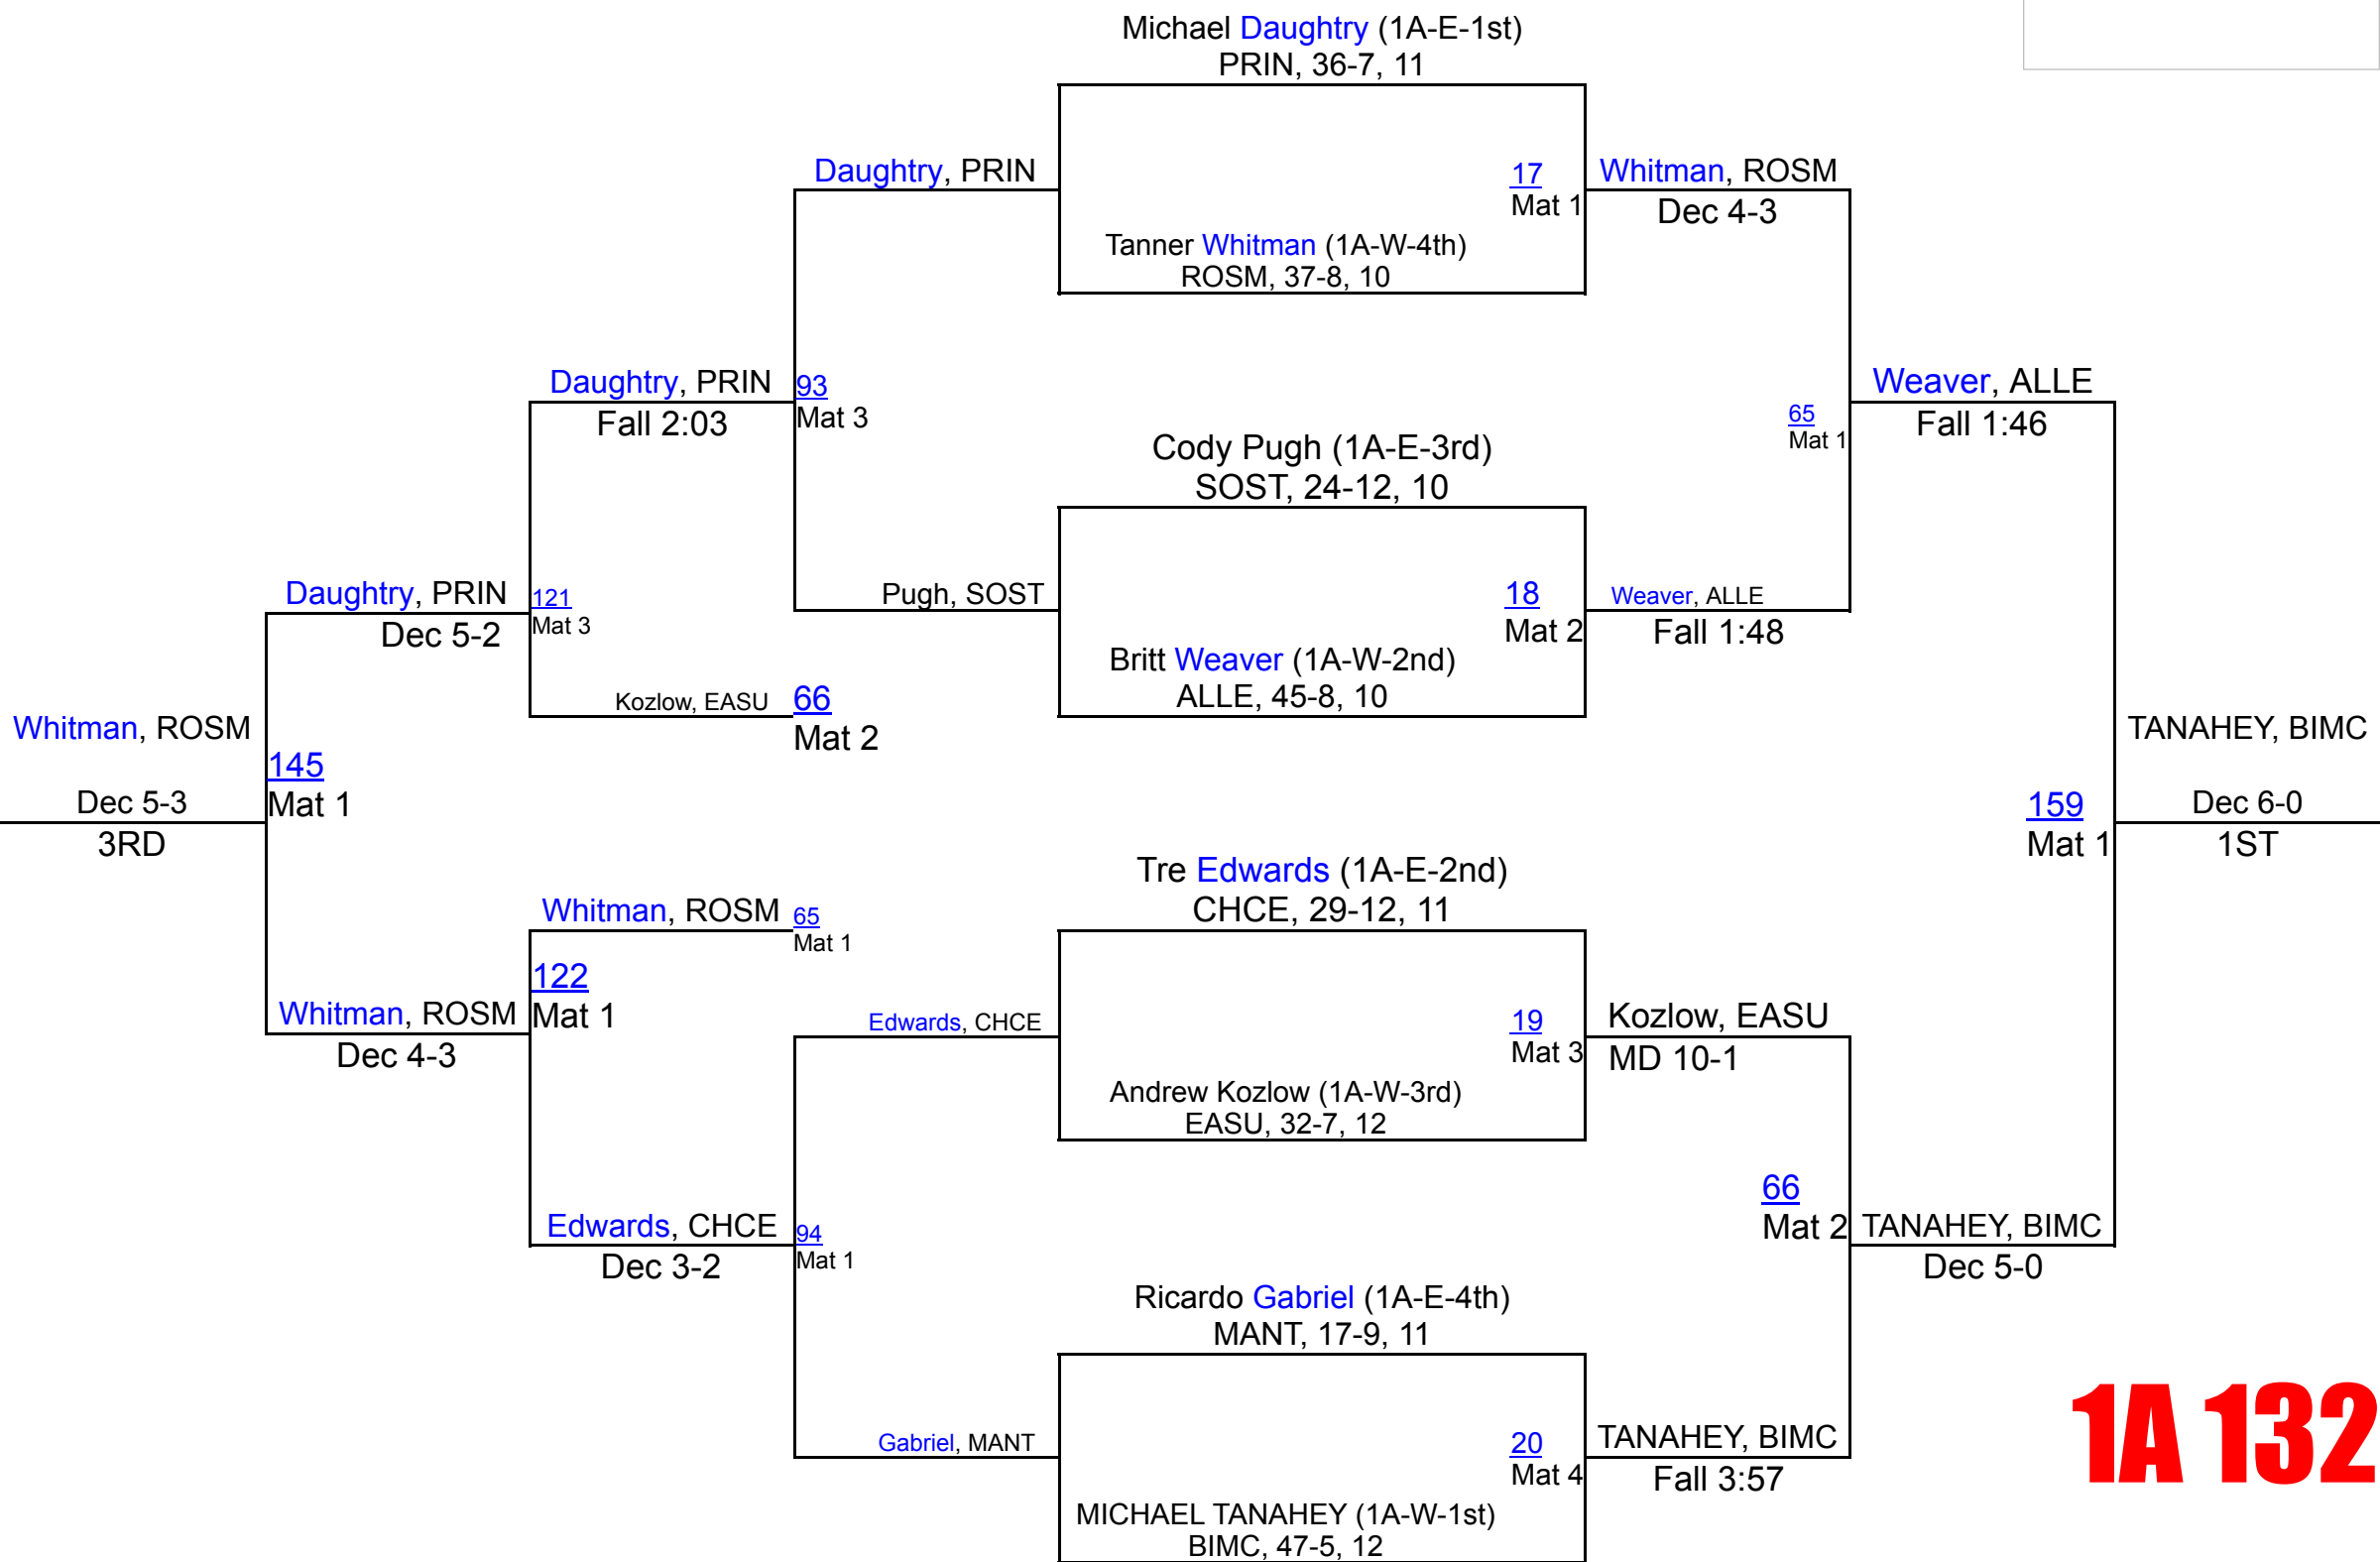 Michael Daughtry (1A-E-1st)
PRIN, 36-7, 11
Daughtry, PRIN
17
Mat 1
Whitman, ROSM
Dec 4-3
Tanner Whitman (1A-W-4th)
ROSM, 37-8, 10
Daughtry, PRIN
Fall 2:03
93
Mat 3
65
Mat 1
Weaver, ALLE
Fall 1:46
Cody Pugh (1A-E-3rd)
SOST, 24-12, 10
Daughtry, PRIN
Dec 5-2
121
Mat 3
Pugh, SOST
18
Mat 2
Weaver, ALLE
Fall 1:48
Britt Weaver (1A-W-2nd)
ALLE, 45-8, 10
Kozlow, EASU
66
Mat 2
Whitman, ROSM
Dec 5-3
3RD
145
Mat 1
TANAHEY, BIMC
Dec 6-0
1ST
159
Mat 1
Tre Edwards (1A-E-2nd)
CHCE, 29-12, 11
Whitman, ROSM
65
Mat 1
122
Mat 1
Whitman, ROSM
Dec 4-3
Edwards, CHCE
19
Mat 3
Kozlow, EASU
MD 10-1
Andrew Kozlow (1A-W-3rd)
EASU, 32-7, 12
66
Mat 2
Edwards, CHCE
Dec 3-2
94
Mat 1
TANAHEY, BIMC
Dec 5-0
Ricardo Gabriel (1A-E-4th)
MANT, 17-9, 11
Gabriel, MANT
20
Mat 4
TANAHEY, BIMC
Fall 3:57
MICHAEL TANAHEY (1A-W-1st)
BIMC, 47-5, 12
1A 132